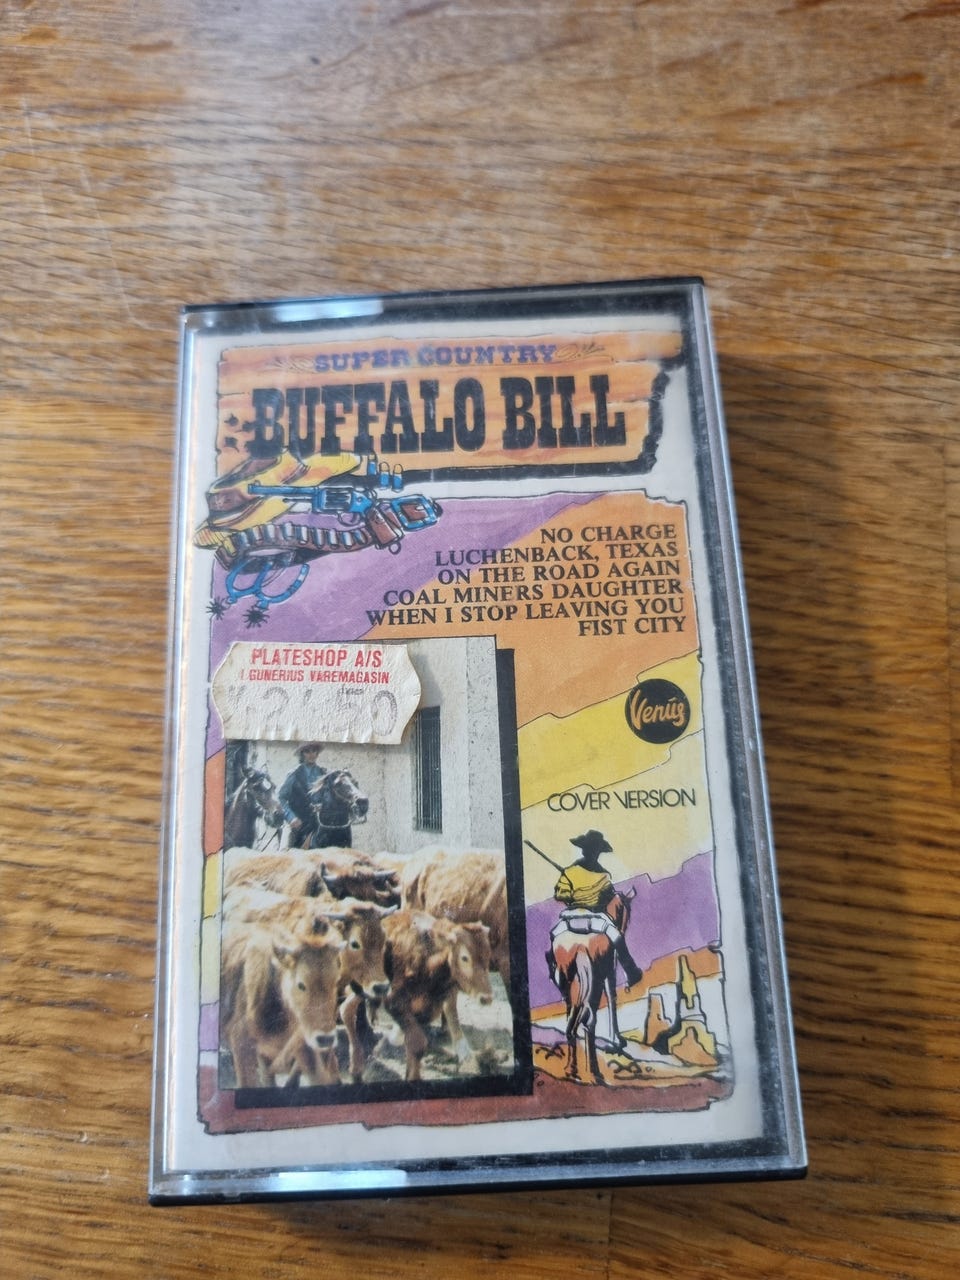 SUPER COUNTRY
BUFFALO BILL
NO CHARGE
LUCHENBACK, TEXAS
ON THE ROAD AGAIN
COAL MINERS DAUGHTER
WHEN I STOP LEAVING YOU
FIST CITY
PLATESHOP A/S
I GUNERIUS VAREMAGASIN
Venüs
COVER VERSION